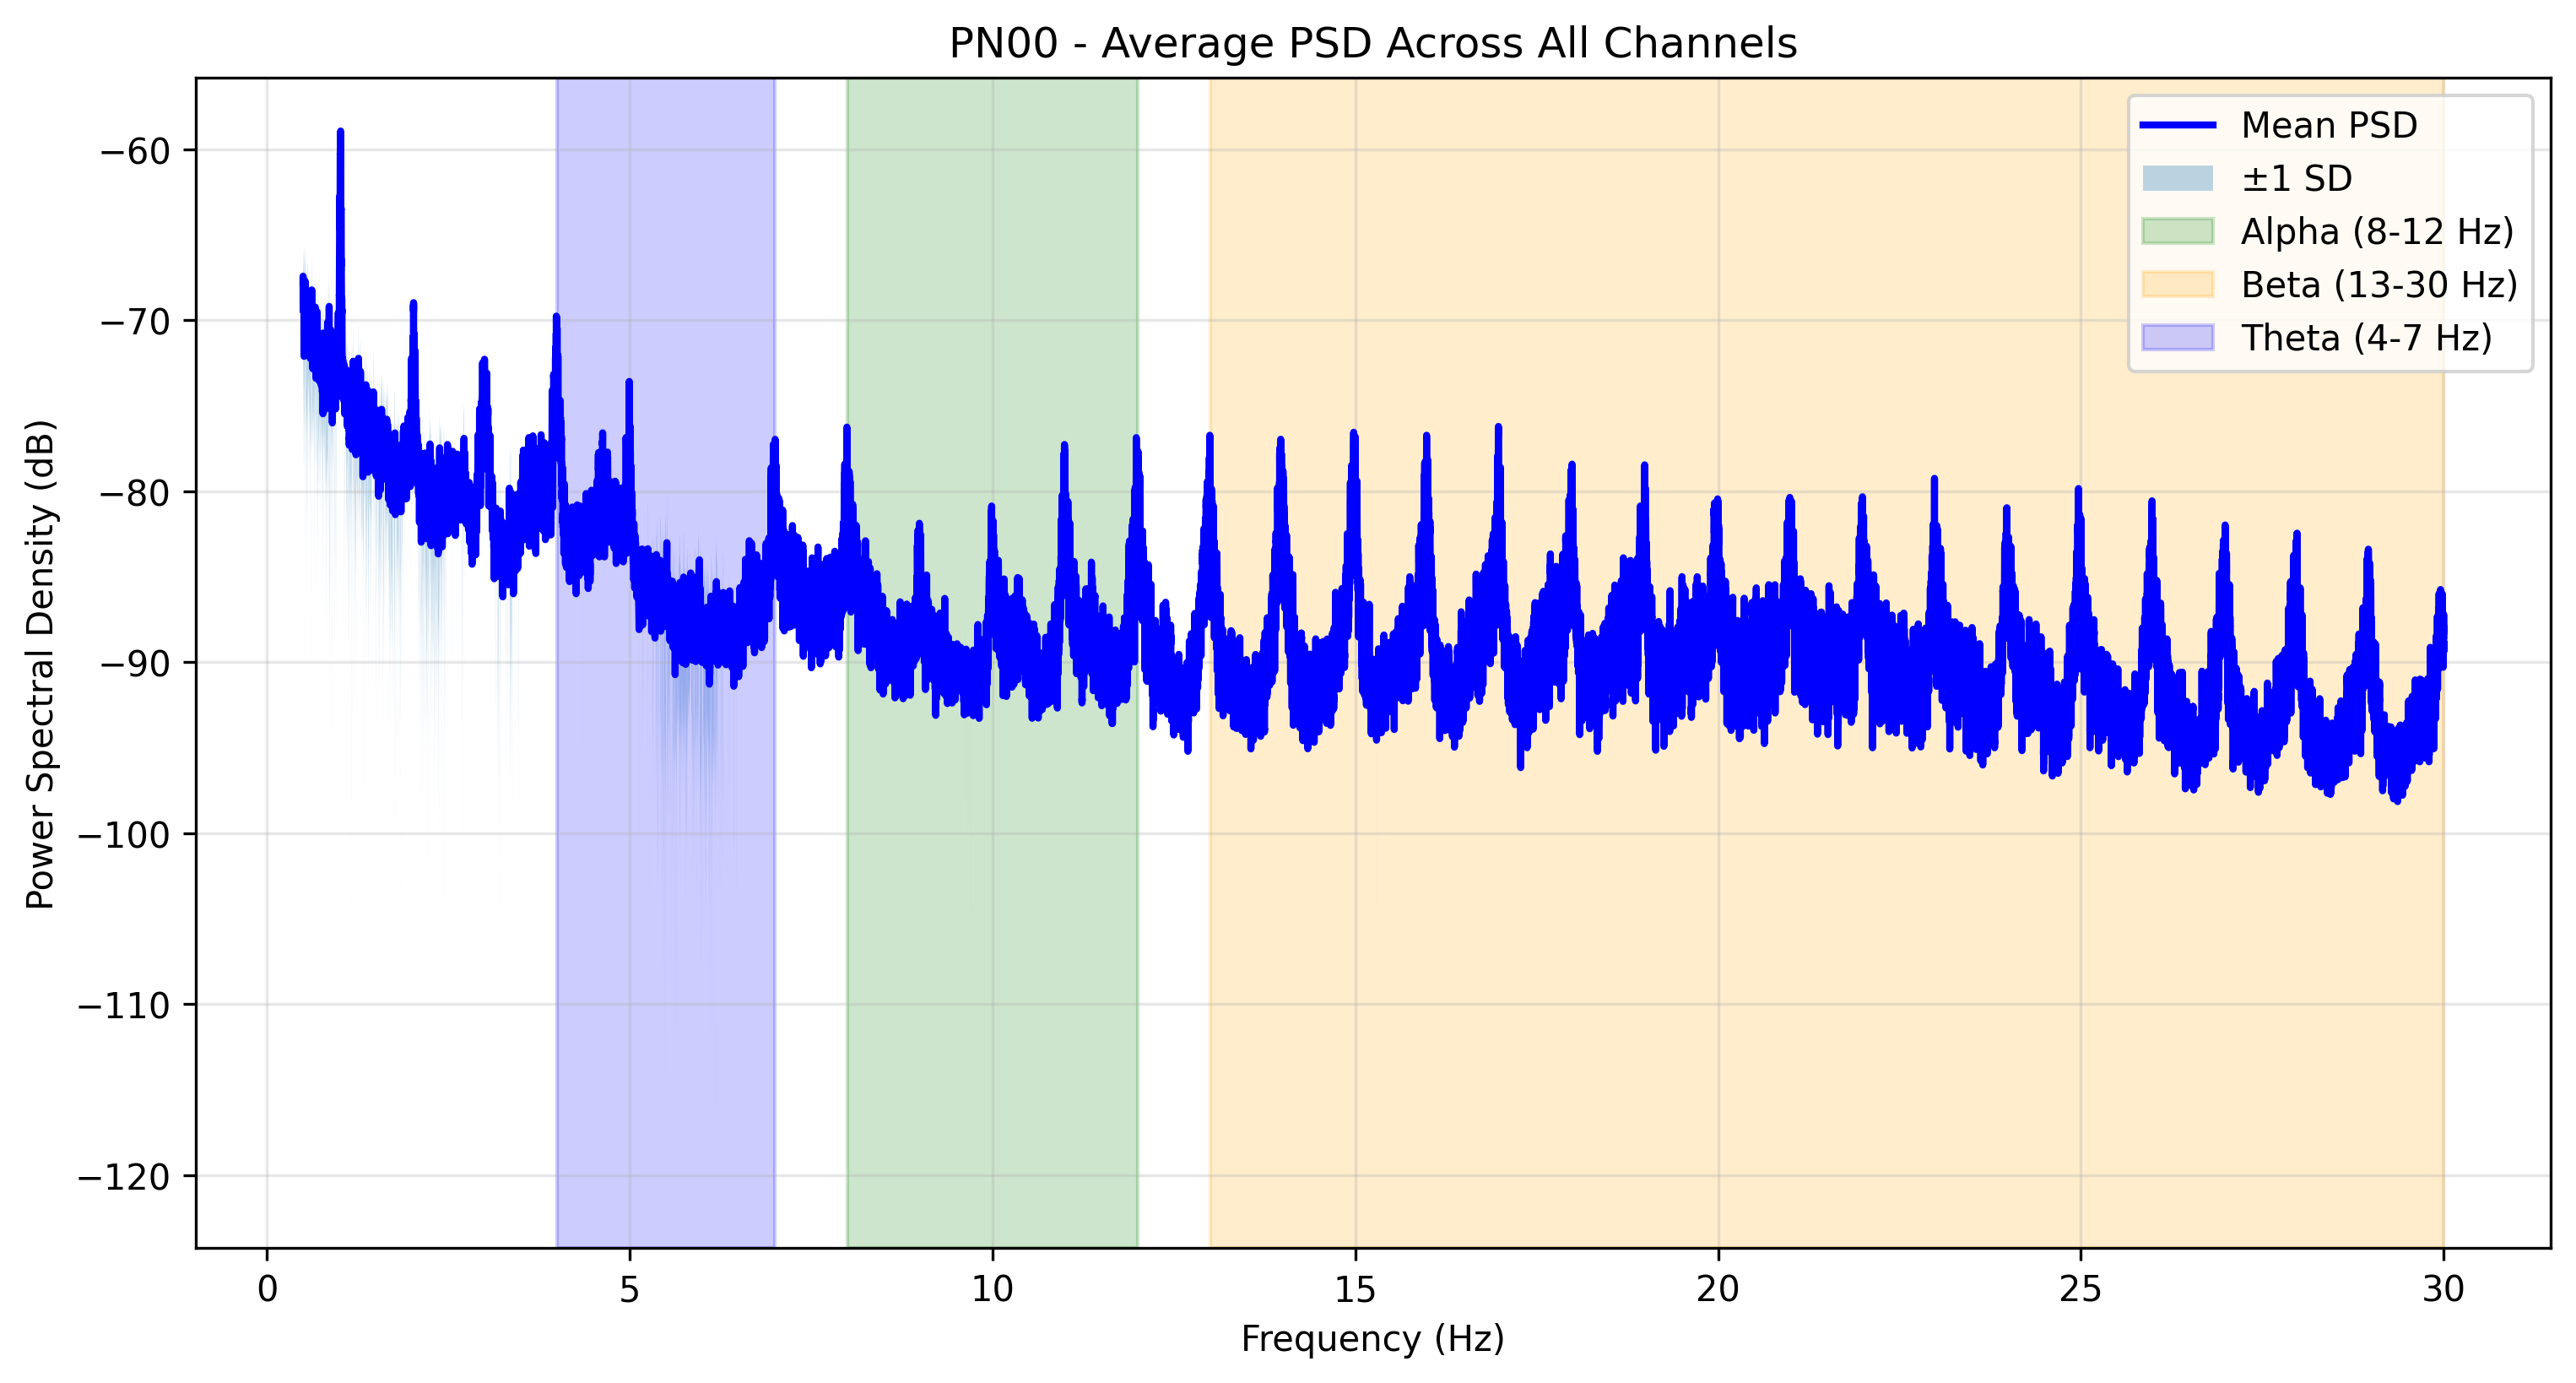 PN00 - Average PSD Across All Channels
Power Spectral Density (dB)
−60
−70
−80
−90
−100
−110
−120
Mean PSD
±1 SD
Alpha (8-12 Hz)
Beta (13-30 Hz)
Theta (4-7 Hz)
0 5 10 15 20 25 30
Frequency (Hz)